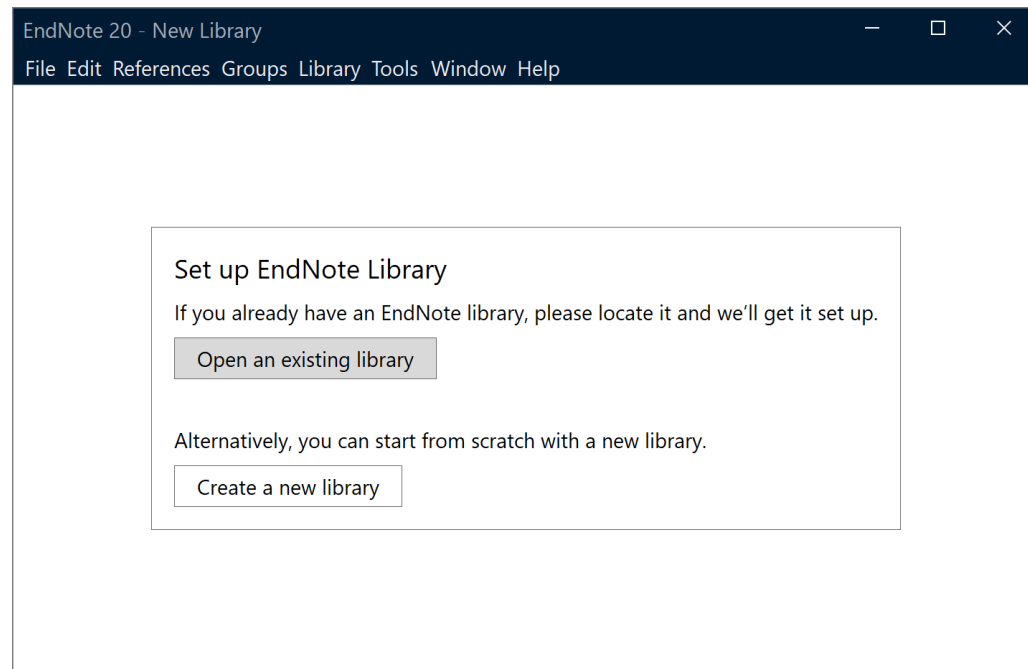 EndNote 20 - New Library
File Edit References Groups Library Tools Window Help
Set up EndNote Library
If you already have an EndNote library, please locate it and we’ll get it set up.
Open an existing library
Alternatively, you can start from scratch with a new library.
Create a new library